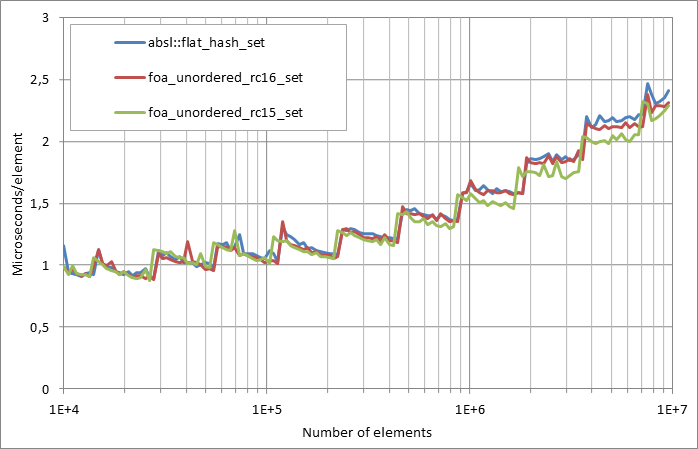 3
absl::flat_hash_set
foa_unordered_rc16_set
foa_unordered_rc15_set
2,5
2
1,5
1
0,5
0
Microseconds/element
1E+4 1E+5 1E+6 1E+7
Number of elements